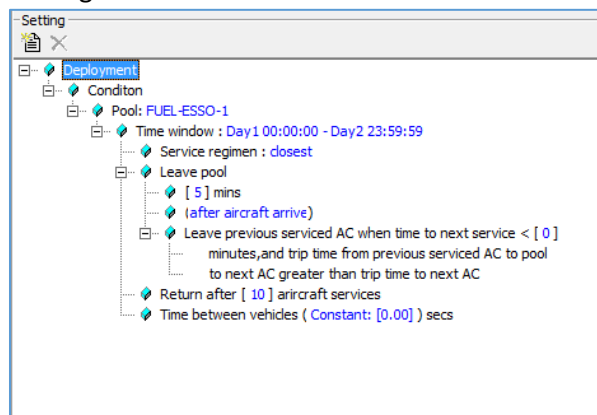 Setting
Deployment
Conditon
Pool: FUEL-ESSO-1
Time window : Day1 00:00:00 - Day2 23:59:59
Service regimen : closest
Leave pool
[ 5 ] mins
(after aircraft arrive)
Leave previous serviced AC when time to next service < [ 0 ]
minutes,and trip time from previous serviced AC to pool
to next AC greater than trip time to next AC
Return after [ 10 ] arircraft services
Time between vehicles ( Constant: [0.00] ) secs